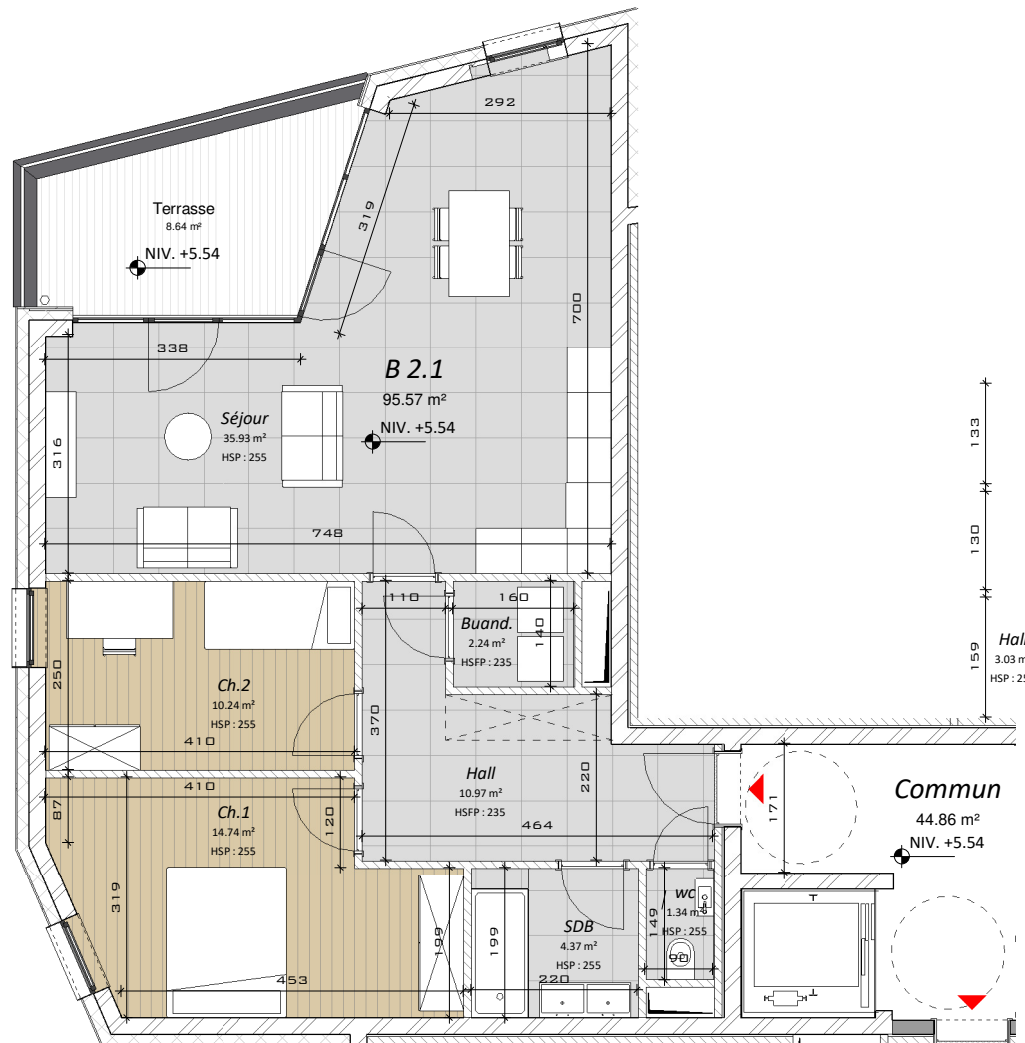 292
319
Terrasse
8.64 m²
NIV. +5.54
700
338
B 2.1
95.57 m²
NIV. +5.54
Séjour
35.93 m²
HSP : 255
316
748
133
130
159
Hall
3.03 m
HSP : 25
110
160
Buand.
2.24 m²
HSFP : 235
140
250
Ch.2
10.24 m²
HSP : 255
410
370
220
Hall
10.97 m²
HSFP : 235
464
171
Commun
44.86 m²
NIV. +5.54
87
410
Ch.1
14.74 m²
HSP : 255
120
319
199
199
453
SDB
4.37 m²
HSP : 255
220
wc
1.34 m²
HSP : 255
149
90